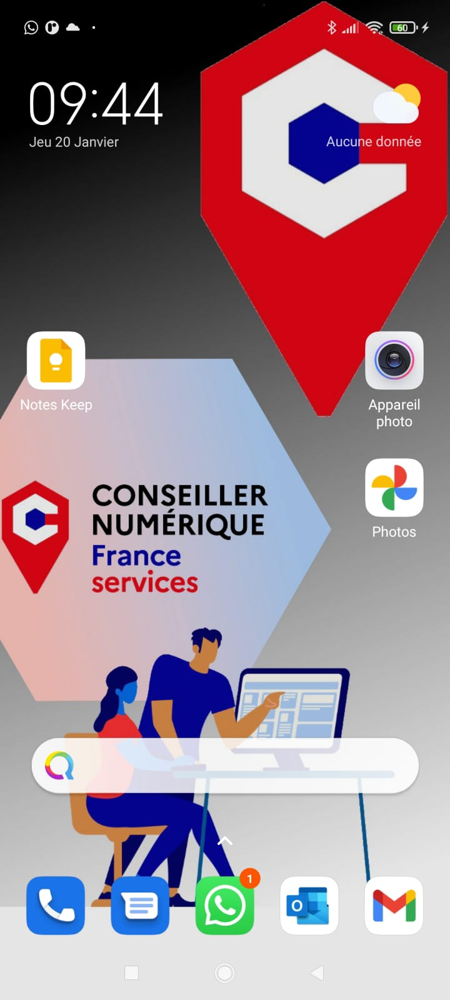 60
09:44
Jeu 20 Janvier
Aucune donnée
Notes Keep
Appareil
photo
Photos
CONSEILLER
NUMÉRIQUE
France
services
1
O